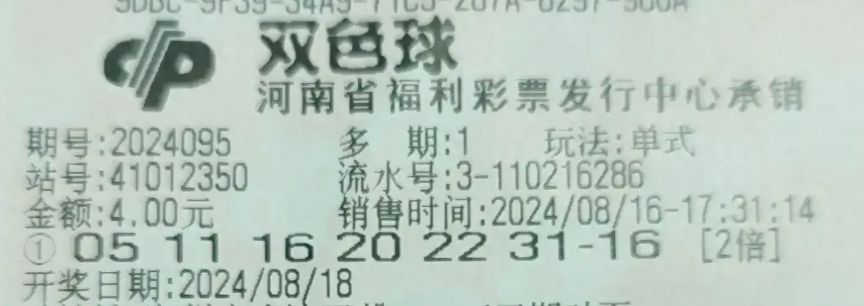 双色球
河南省福利彩票发行中心承销
期号:2024095 多 期:1 玩法:单式
站号:41012350 流水号:3-110216286
金额:4.00元 销售时间:2024/08/16-17:31:14
① 05 11 16 20 22 31-16 [2倍]
开奖日期:2024/08/18